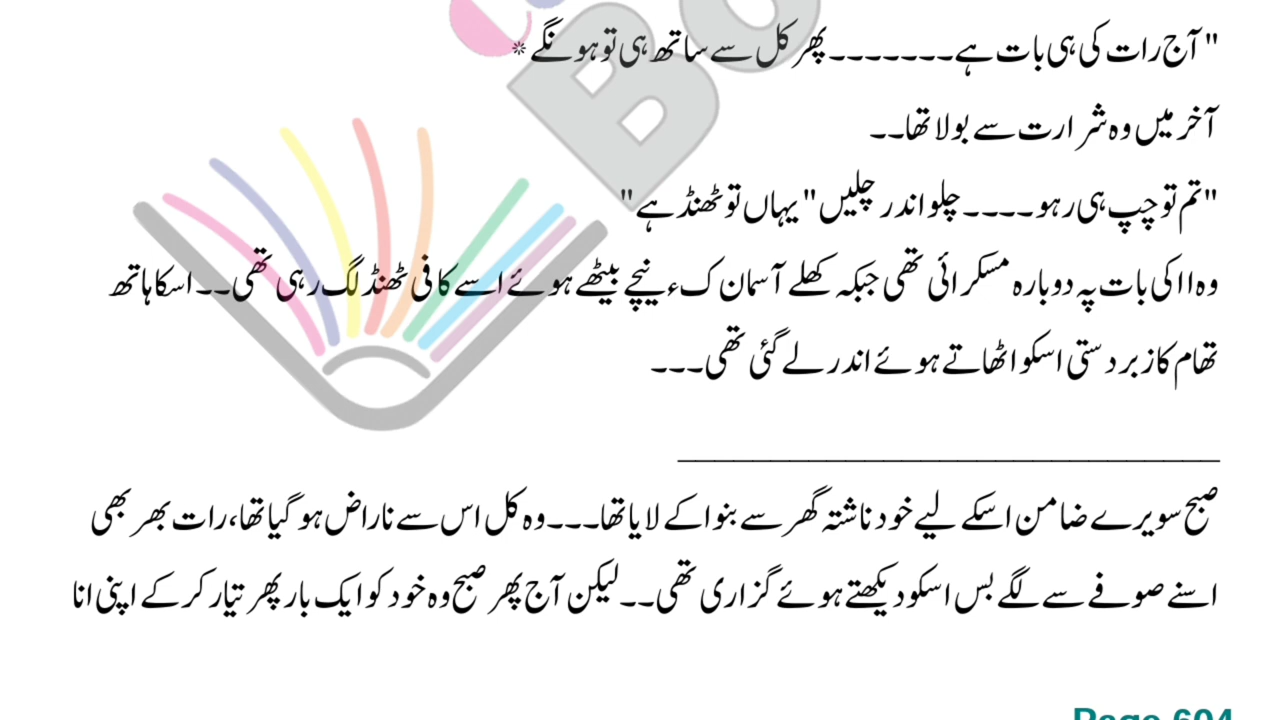 "آج رات کی ہی بات ہے۔۔۔۔۔۔۔پھر کل سے ساتھ ہی تو ہونگے *
آخر میں وہ شرارت سے بولا تھا۔۔
"تم تو چپ ہی رہو۔۔۔۔چلو اندر چلیں" یہاں تو ٹھنڈ ہے"
وہ اا کی بات پہ دوبارہ مسکرائی تھی جبکہ کھلے آسمان کء نیچے بیٹھے ہوئے اسے کافی ٹھنڈ لگ رہی تھی۔۔اسکا ہاتھ
تھام کا زبردستی اسکو اٹھاتے ہوئے اندر لے گئی تھی۔۔۔
______________________________
صبح سویرے ضامن اسکے لیے خود ناشتہ گھر سے بنوا کے لایا تھا۔۔۔وہ کل اس سے ناراض ہو گیا تھا،رات بھر بھی
اسنے صوفے سے لگے بس اسکو دیکھتے ہوئے گزاری تھی۔۔لیکن آج پھر صبح وہ خود کو ایک بار پھر تیار کر کے اپنی انا
Page 604